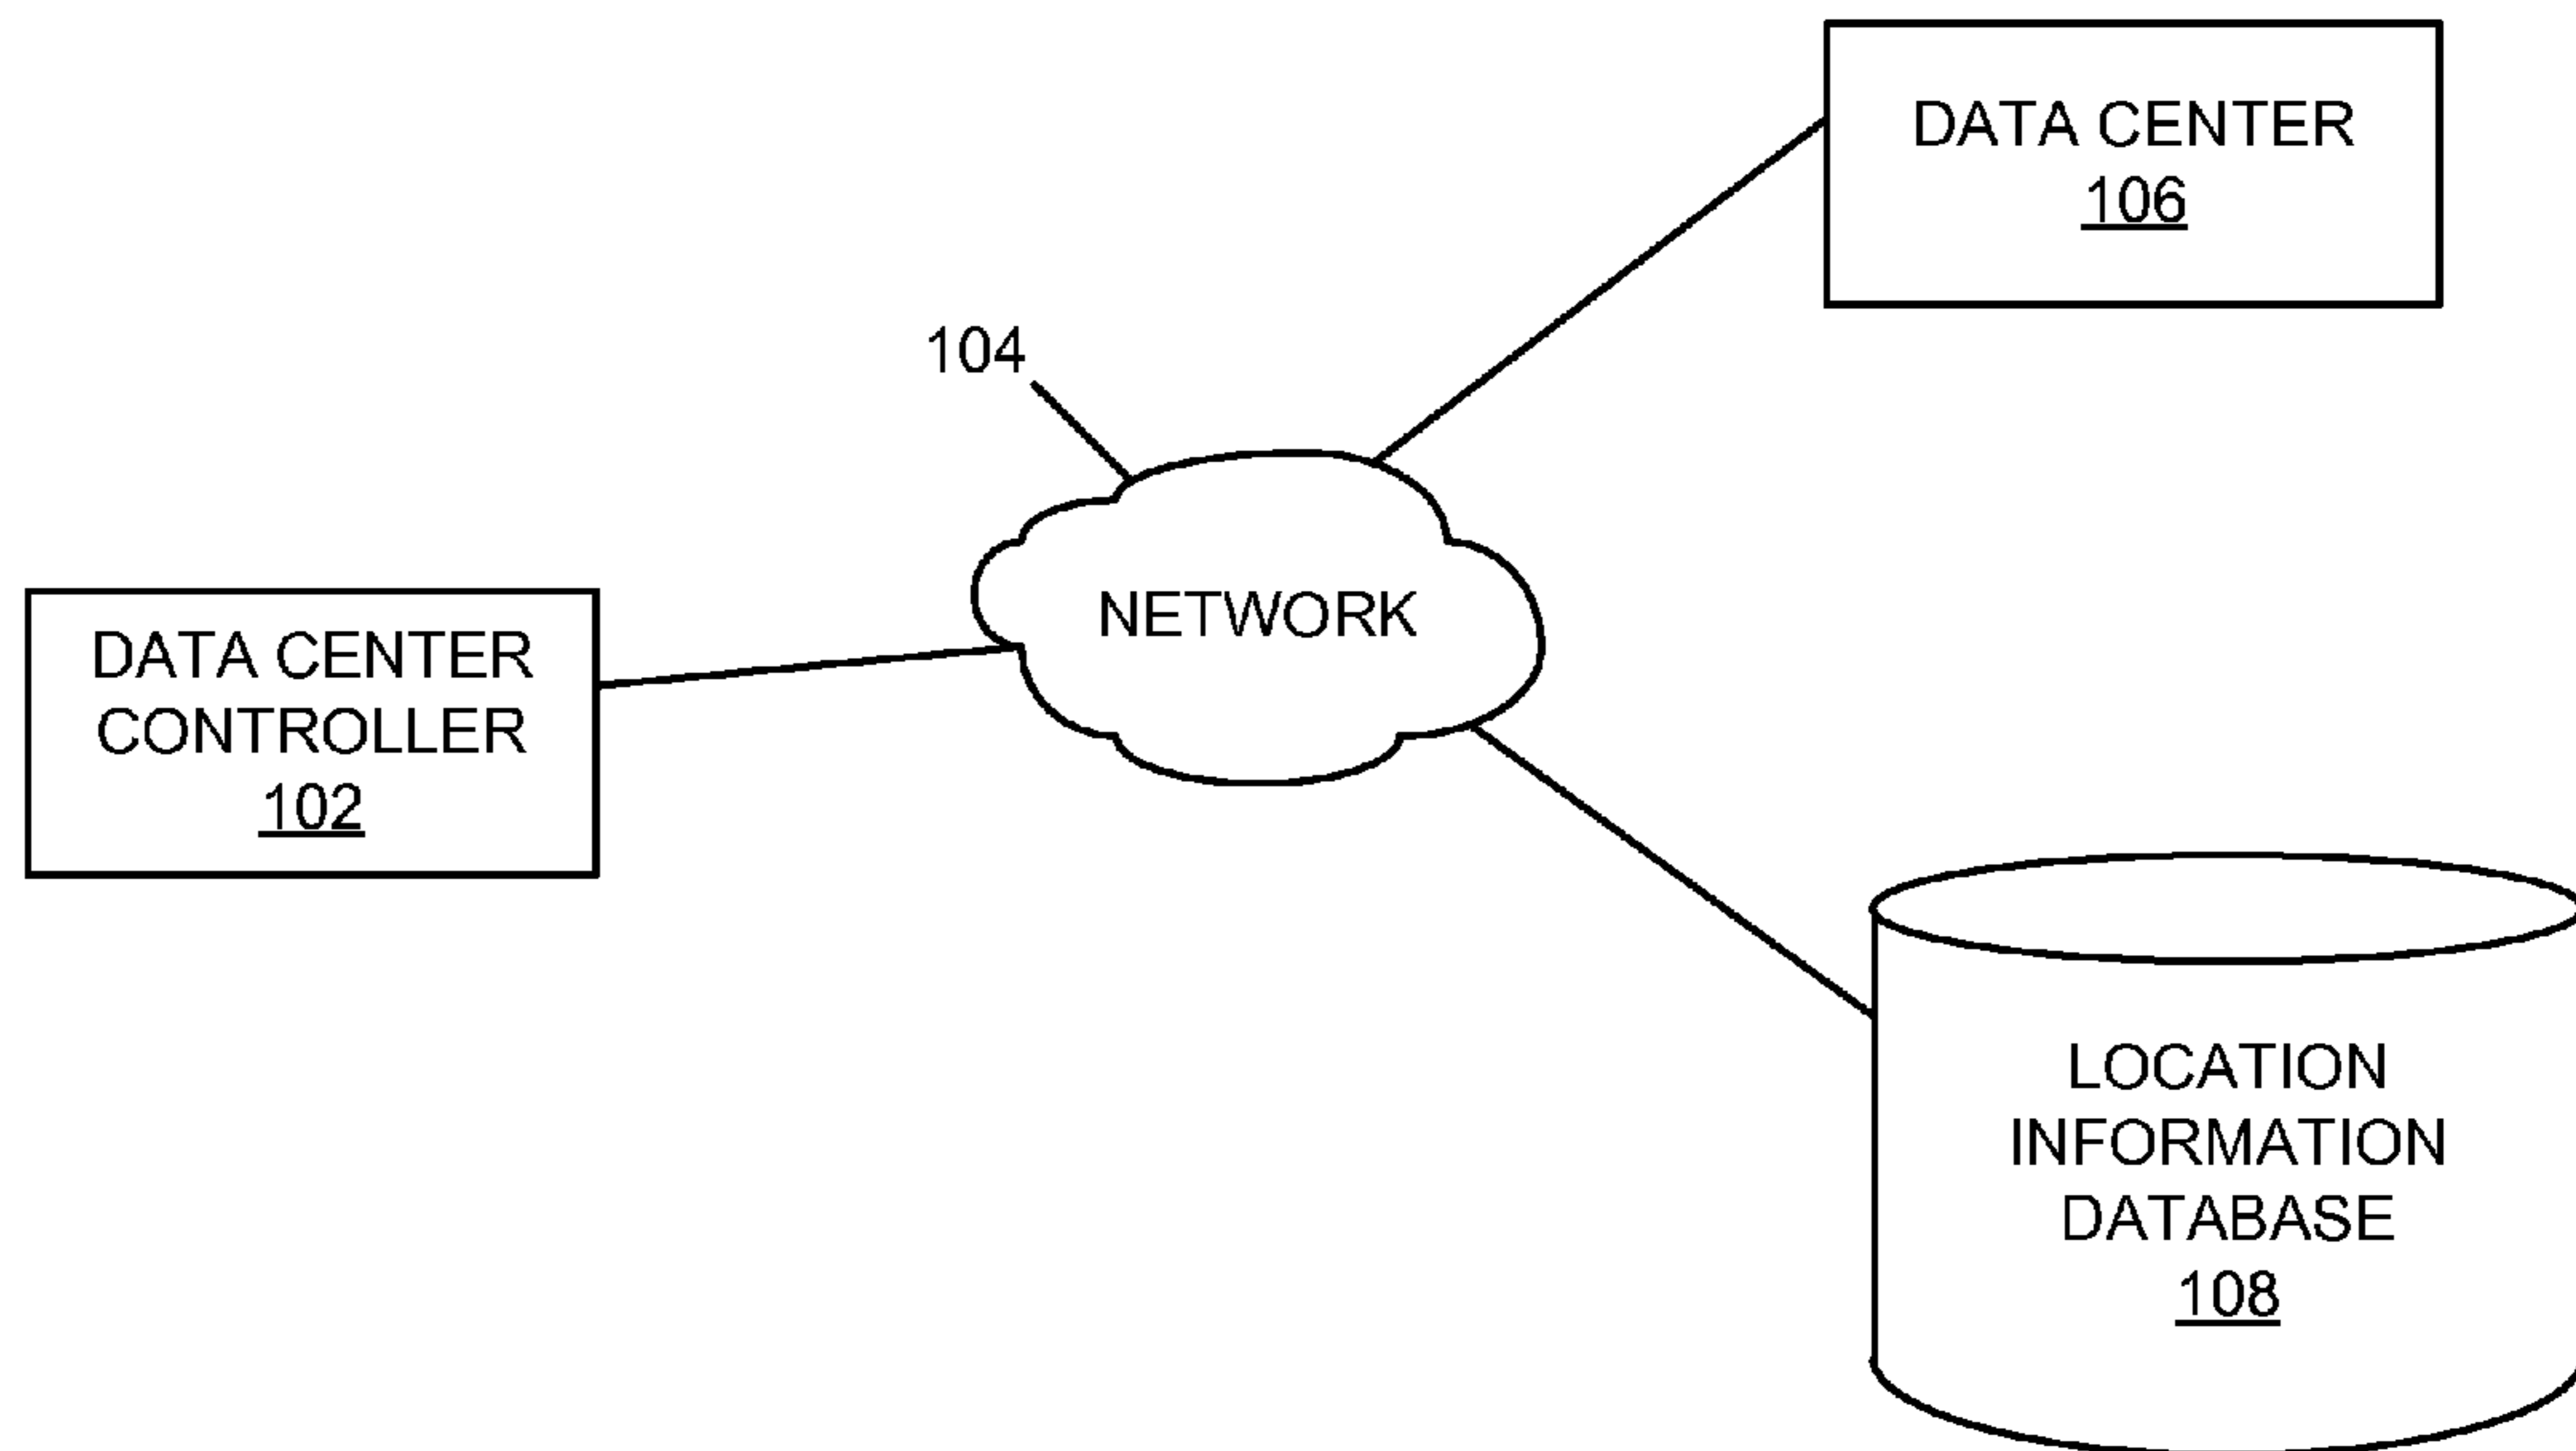 DATA CENTER
106
104
NETWORK
DATA CENTER
CONTROLLER
102
LOCATION
INFORMATION
DATABASE
108